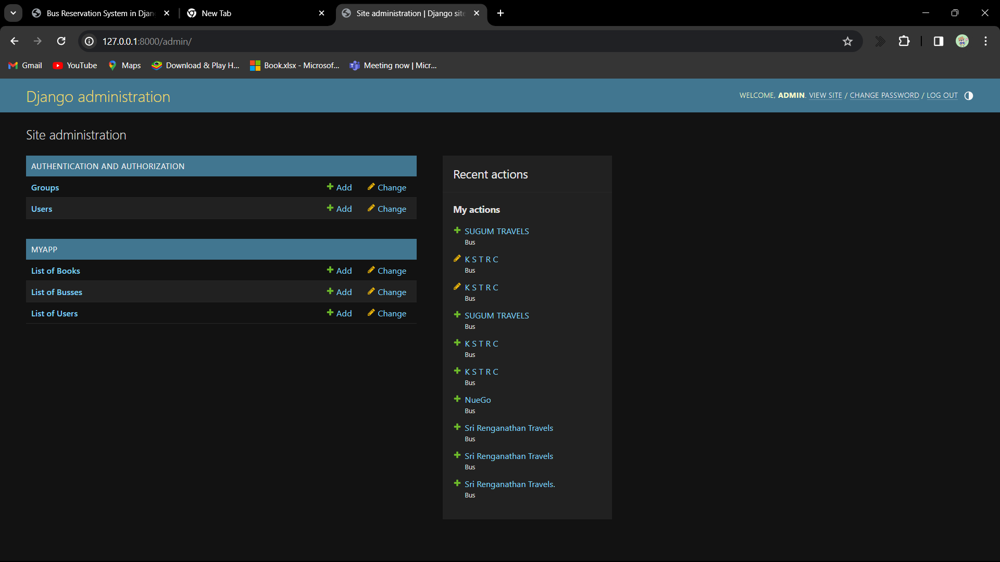 Bus Reservation System in Djan
New Tab
Site administration | Django site
127.0.0.1:8000/admin/
Gmail
YouTube
Maps
Download & Play H...
Book.xlsx - Microsof...
Meeting now | Micr...
Django administration
WELCOME, ADMIN. VIEW SITE / CHANGE PASSWORD / LOG OUT
Site administration
AUTHENTICATION AND AUTHORIZATION
Groups Add Change
Users Add Change
MYAPP
List of Books Add Change
List of Busses Add Change
List of Users Add Change
Recent actions
My actions
SUGUM TRAVELS
Bus
K S T R C
Bus
K S T R C
Bus
SUGUM TRAVELS
Bus
K S T R C
Bus
K S T R C
Bus
NueGo
Bus
Sri Renganathan Travels
Bus
Sri Renganathan Travels
Bus
Sri Renganathan Travels.
Bus